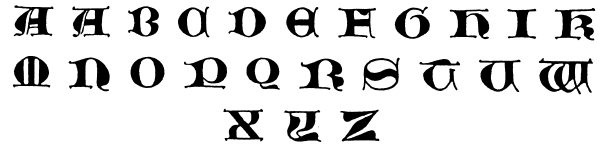 A A B C D E F G H I K
M N O P Q R S T U W
X Y Z